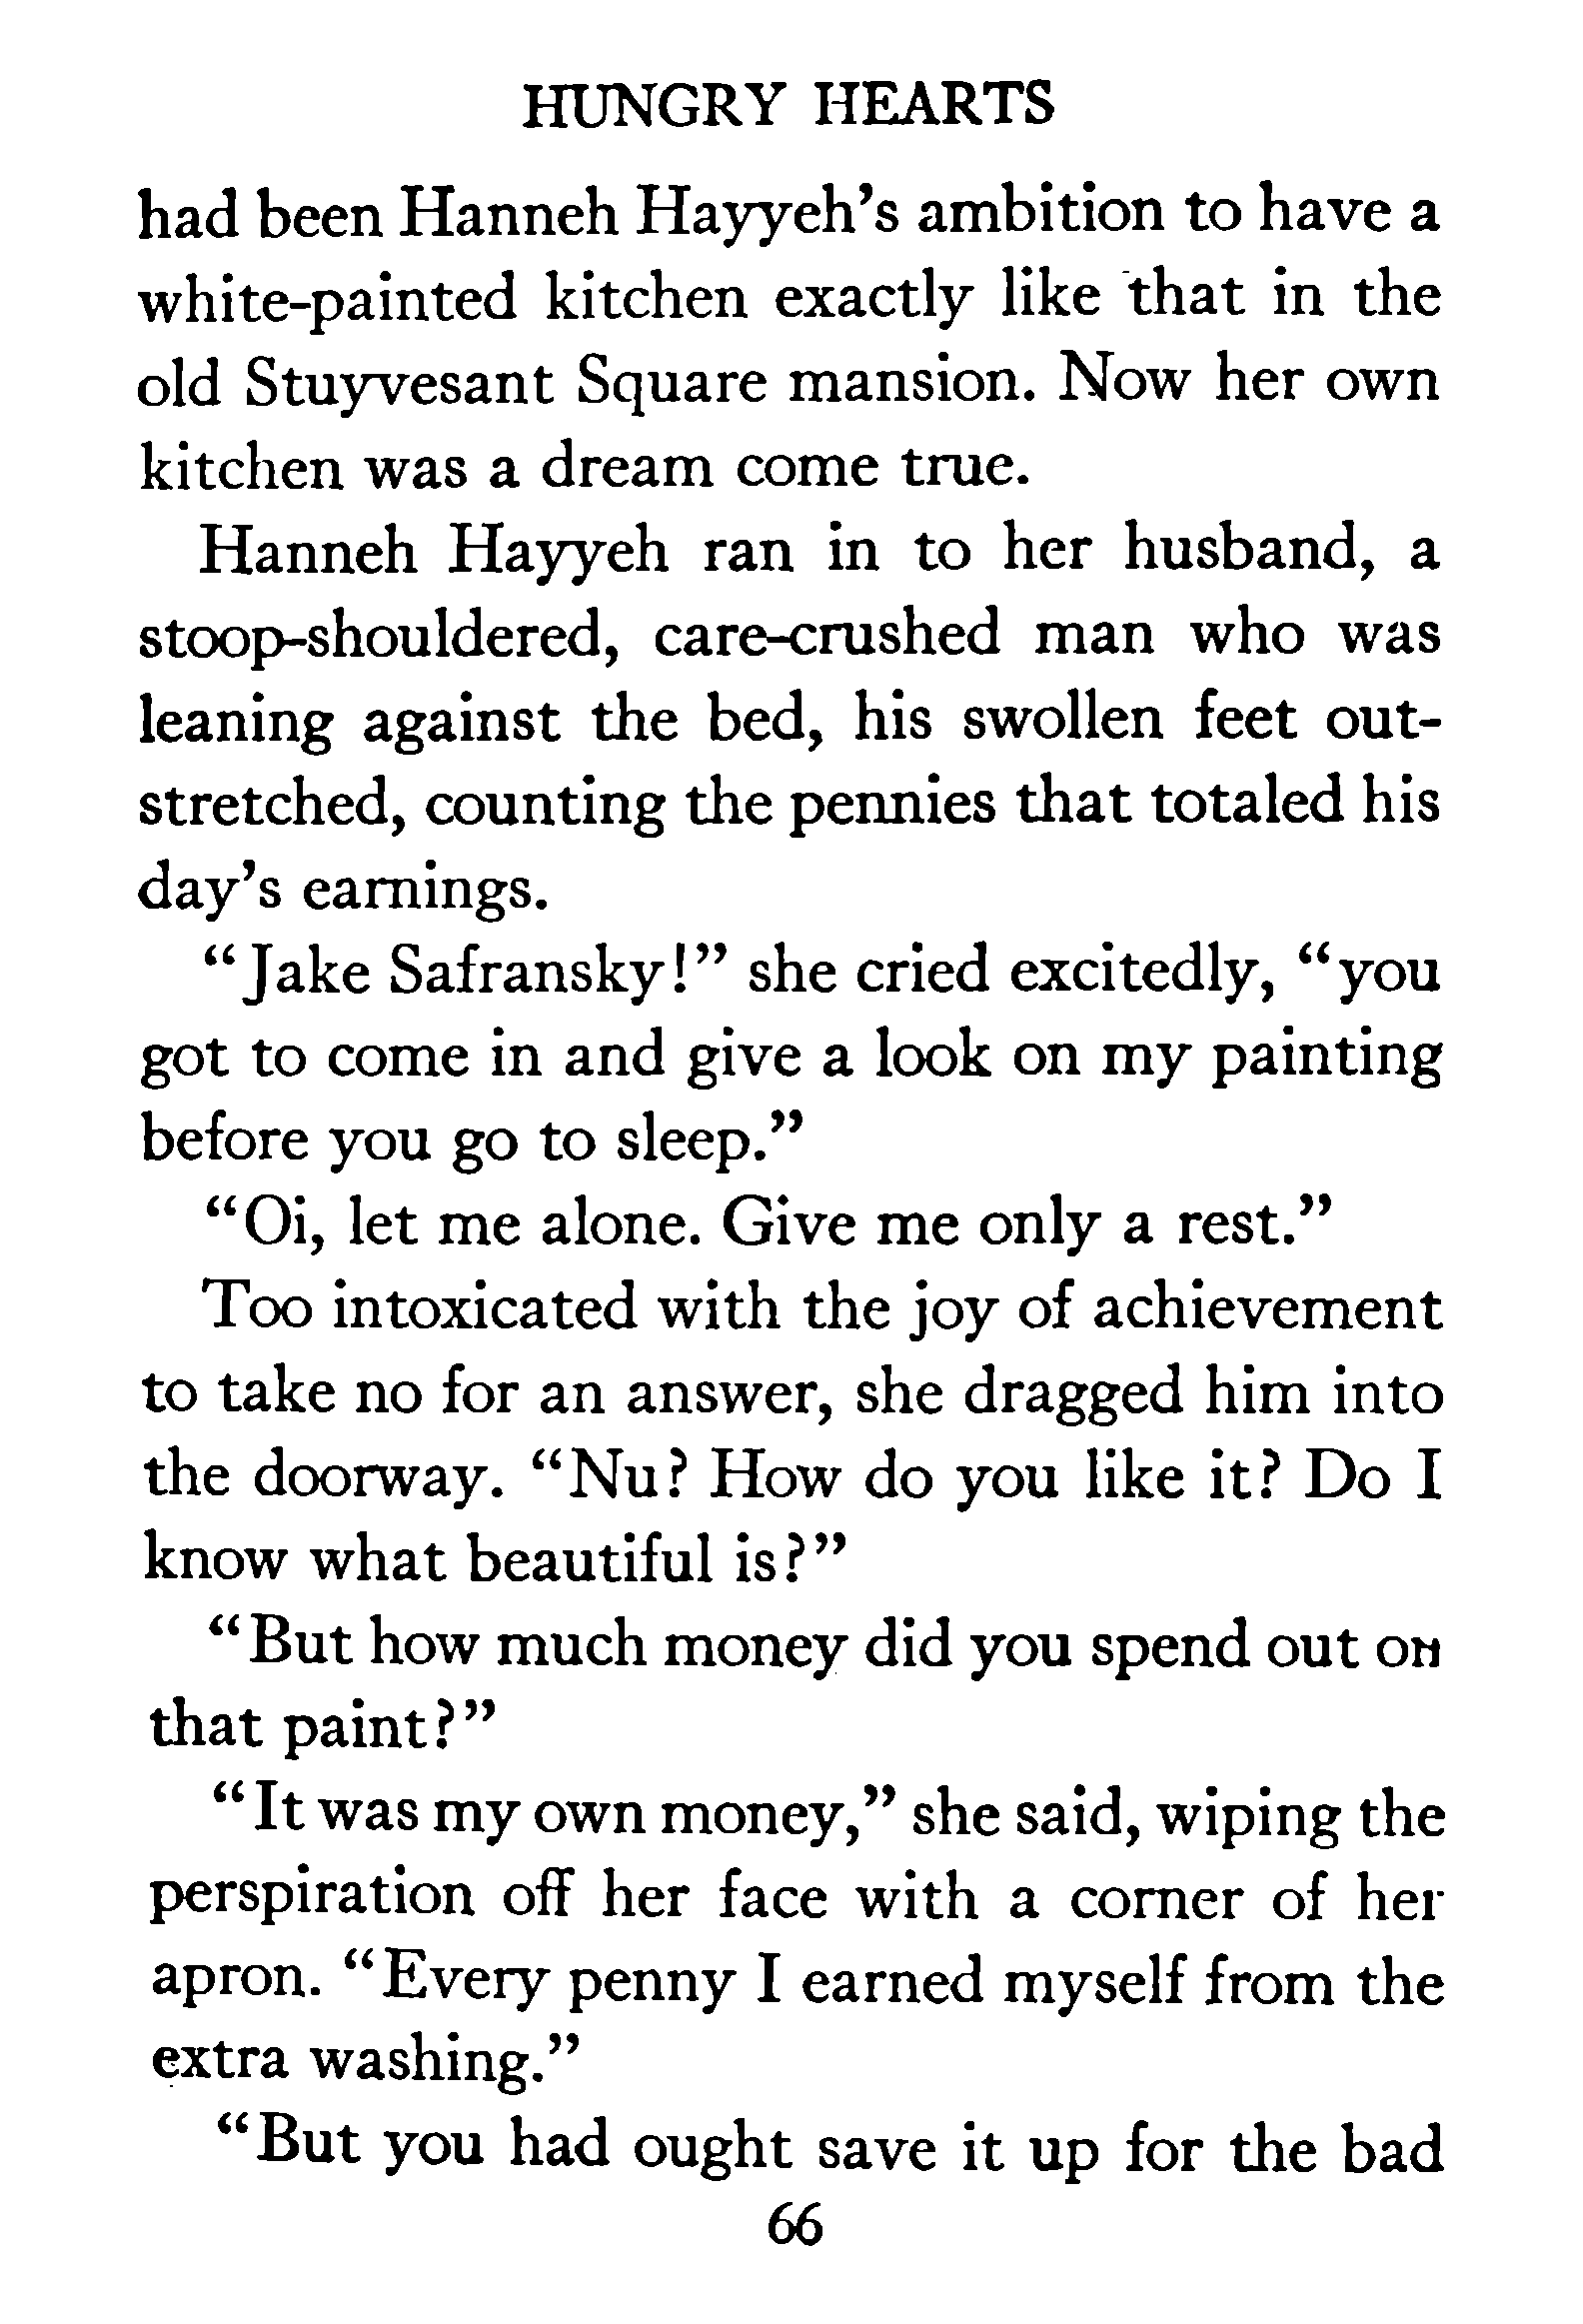 HUNGRY HEARTS
had been Hanneh Hayyeh's ambition to have a
white-painted kitchen exactly like that in the
old Stuyvesant Square mansion. Now her own
kitchen was a dream come true.
Hanneh Hayyeh ran in to her husband, a
stoop-shouldered, care-crushed man who was
leaning against the bed, his swollen feet out-
stretched, counting the pennies that totaled his
day's earnings.
"Jake Safransky!" she cried excitedly, "you
got to come in and give a look on my painting
before you go to sleep."
"Oi, let me alone. Give me only a rest."
Too intoxicated with the joy of achievement
to take no for an answer, she dragged him into
the doorway. "Nu? How do you like it? Do I
know what beautiful is?"
"But how much money did you spend out on
that paint?"
"It was my own money," she said, wiping the
perspiration off her face with a corner of her
apron. "Every penny I earned myself from the
extra washing."
"But you had ought save it up for the bad
66